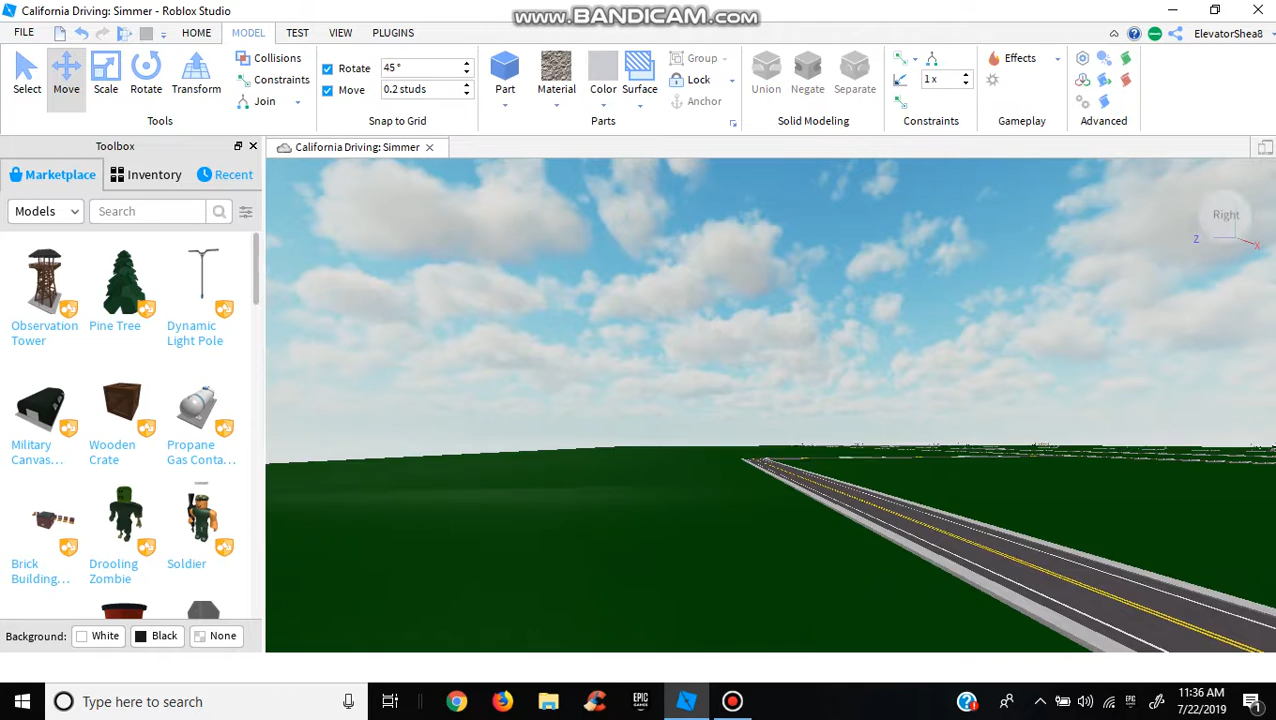 California Driving: Simmer - Roblox Studio
www.BANDICAM.com
FILE HOME MODEL TEST VIEW PLUGINS ElevatorShea8
Select Move Scale Rotate Transform
Collisions
Constraints
Join
Tools
Rotate 45 °
Move 0.2 studs
Snap to Grid
Part Material Color Surface
Group
Lock
Anchor
Parts
Union Negate Separate
Solid Modeling
1 x
Constraints
Effects
Gameplay
Advanced
Toolbox
California Driving: Simmer
Marketplace Inventory Recent
Models Search
Right
Z X
Observation Tower
Pine Tree
Dynamic Light Pole
Military Canvas...
Wooden Crate
Propane Gas Conta...
Brick Building...
Drooling Zombie
Soldier
Background: White Black None
Type here to search
EPIC GAMES
11:36 AM
7/22/2019
1